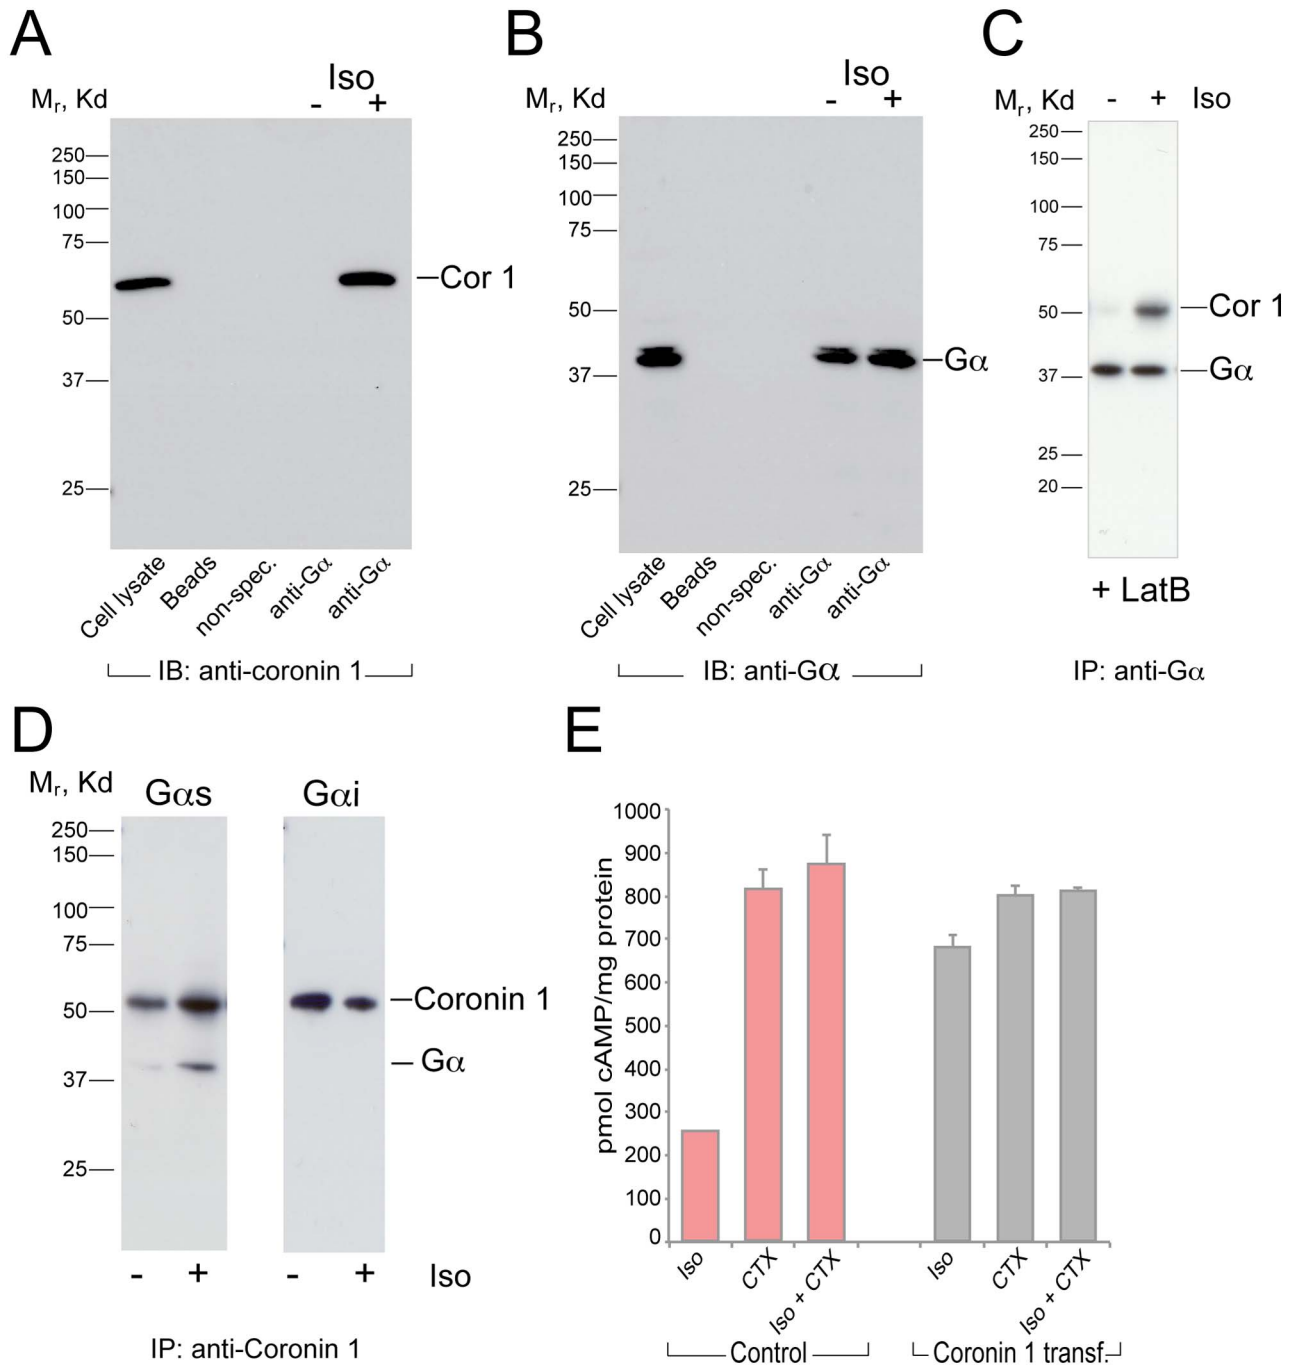 A
Iso
Mr, Kd - +
250
150
100
75
Cor 1
50
37
25
Cell lysate
Beads
non-spec.
anti-Gα
anti-Gα
IB: anti-coronin 1
B
Iso
Mr, Kd - +
250
150
100
75
50
Gα
37
25
Cell lysate
Beads
non-spec.
anti-Gα
anti-Gα
IB: anti-Gα
C
Mr, Kd - + Iso
250
150
100
75
Cor 1
50
Gα
37
25
20
+ LatB
IP: anti-Gα
D
Mr, Kd
Gαs Gαi
250
150
100
75
Coronin 1
50
Gα
37
25
- + - + Iso
IP: anti-Coronin 1
E
pmol cAMP/mg protein
1000
900
800
700
600
500
400
300
200
100
0
Iso
CTX
Iso + CTX
Iso
CTX
Iso + CTX
Control
Coronin 1 transf.